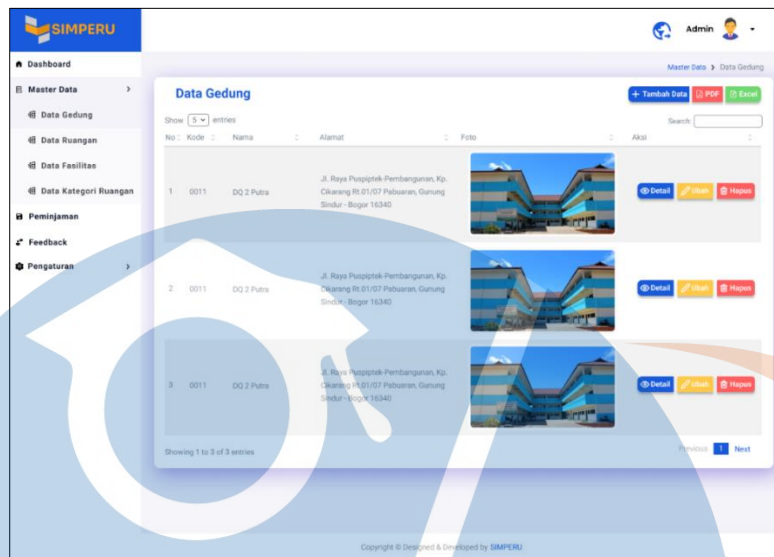 SIMPERU
Admin
Dashboard
Master Data
Data Gedung
Data Ruangan
Data Fasilitas
Data Kategori Ruangan
Peminjaman
Feedback
Pengaturan
Master Data > Data Gedung
Data Gedung
+ Tambah Data PDF Excel
Show 5 entries
Search:
No Kode Nama Alamat Foto Aksi
1 0011 DQ 2 Putra
Jl. Raya Puspiptek-Pembangunan, Kp.
Cikarang Rt.01/07 Pabuaran, Gunung
Sindur - Bogor 16340
Detail Ubah Hapus
2 0011 DQ 2 Putra
Jl. Raya Puspiptek-Pembangunan, Kp.
Cikarang Rt.01/07 Pabuaran, Gunung
Sindur - Bogor 16340
Detail Ubah Hapus
3 0011 DQ 2 Putra
Jl. Raya Puspiptek-Pembangunan, Kp.
Cikarang Rt.01/07 Pabuaran, Gunung
Sindur - Bogor 16340
Detail Ubah Hapus
Showing 1 to 3 of 3 entries
Previous 1 Next
Copyright © Designed & Developed by SIMPERU